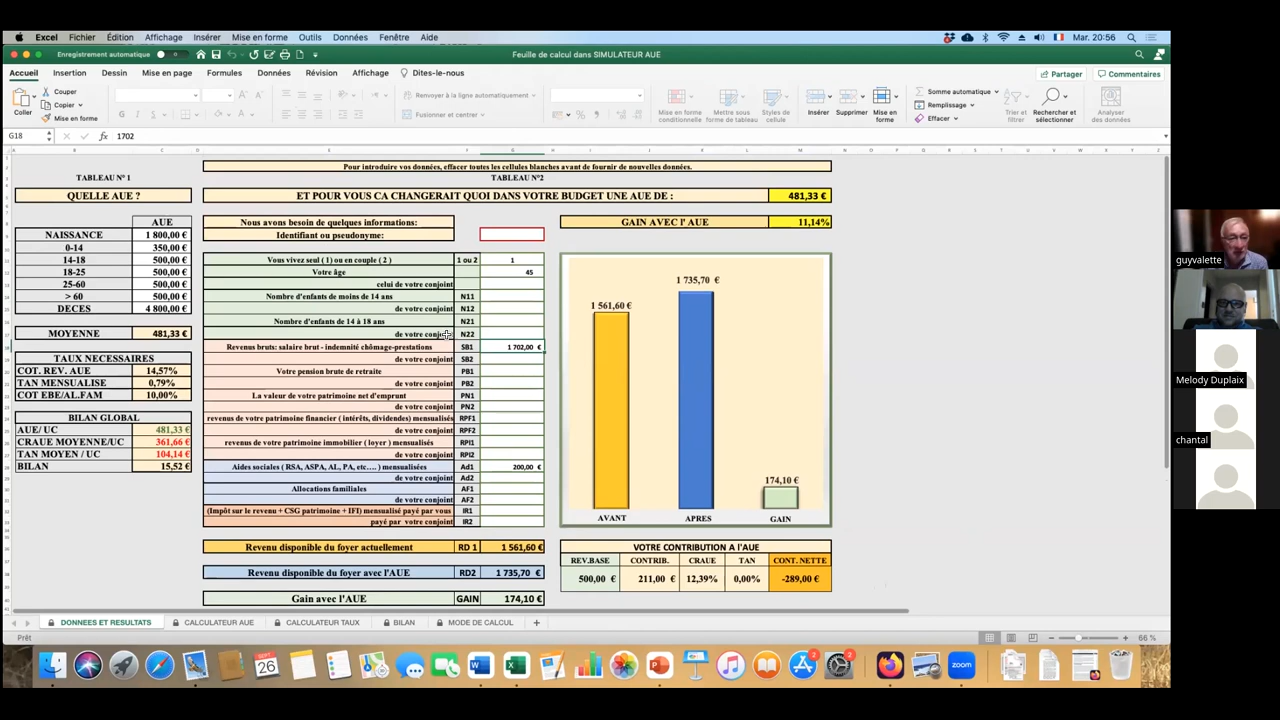 Excel Fichier Édition Affichage Insérer Mise en forme Outils Données Fenêtre Aide Mar. 20:56
Enregistrement automatique Feuille de calcul dans SIMULATEUR AUE
Accueil Insertion Dessin Mise en page Formules Données Révision Affichage Dites-le-nous Partager Commentaires
Coller Couper Copier Mise en forme
Renvoyer à la ligne automatiquement
Fusionner et centrer
Mise en forme conditionnelle Mettre sous forme de tableau Styles de cellule
Insérer Supprimer Mise en forme
Somme automatique Remplissage Effacer
Trier et filtrer Rechercher et sélectionner Analyser des données
G18 fx 1702
Pour introduire vos données, effacer toutes les cellules blanches avant de fournir de nouvelles données.
TABLEAU N° 1 TABLEAU N°2
QUELLE AUE ? ET POUR VOUS CA CHANGERAIT QUOI DANS VOTRE BUDGET UNE AUE DE : 481,33 €
AUE
NAISSANCE 1 800,00 €
0-14 350,00 €
14-18 500,00 €
18-25 500,00 €
25-60 500,00 €
> 60 500,00 €
DECES 4 800,00 €
MOYENNE 481,33 €
TAUX NECESSAIRES
COT. REV. AUE 14,57%
TAN MENSUALISE 0,79%
COT EBE/AL.FAM 10,00%
BILAN GLOBAL
AUE/ UC 481,33 €
CRAUE MOYENNE/UC 361,66 €
TAN MOYEN / UC 104,14 €
BILAN 15,52 €
Nous avons besoin de quelques informations:
Identifiant ou pseudonyme:
Vous vivez seul ( 1) ou en couple ( 2 ) 1 ou 2 1
Votre âge 45
celui de votre conjoint
Nombre d'enfants de moins de 14 ans N11
de votre conjoint N12
Nombre d'enfants de 14 à 18 ans N21
de votre conjoint N22
Revenus bruts: salaire brut - indemnité chômage-prestations SB1 1 702,00 €
de votre conjoint SB2
Votre pension brute de retraite PB1
de votre conjoint PB2
La valeur de votre patrimoine net d'emprunt PN1
de votre conjoint PN2
revenus de votre patrimoine financier ( intérêts, dividendes) mensualisés RPF1
de votre conjoint RPF2
revenus de votre patrimoine immobilier ( loyer ) mensualisés RPI1
de votre conjoint RPI2
Aides sociales ( RSA, ASPA, AL, PA, etc…. ) mensualisées Ad1 200,00 €
de votre conjoint Ad2
Allocations familiales AF1
de votre conjoint AF2
(Impôt sur le revenu + CSG patrimoine + IFI) mensualisé payé par vous IR1
payé par votre conjoint IR2
Revenu disponible du foyer actuellement RD 1 1 561,60 €
Revenu disponible du foyer avec l'AUE RD2 1 735,70 €
Gain avec l'AUE GAIN 174,10 €
GAIN AVEC l' AUE 11,14%
1 561,60 € 1 735,70 € 174,10 €
AVANT APRES GAIN
VOTRE CONTRIBUTION A l'AUE
REV.BASE CONTRIB. CRAUE TAN CONT. NETTE
500,00 € 211,00 € 12,39% 0,00% -289,00 €
DONNEES ET RESULTATS CALCULATEUR AUE CALCULATEUR TAUX BILAN MODE DE CALCUL
Prêt 66 %
SEPT 26
zoom
guyvalette
Melody Duplaix
chantal